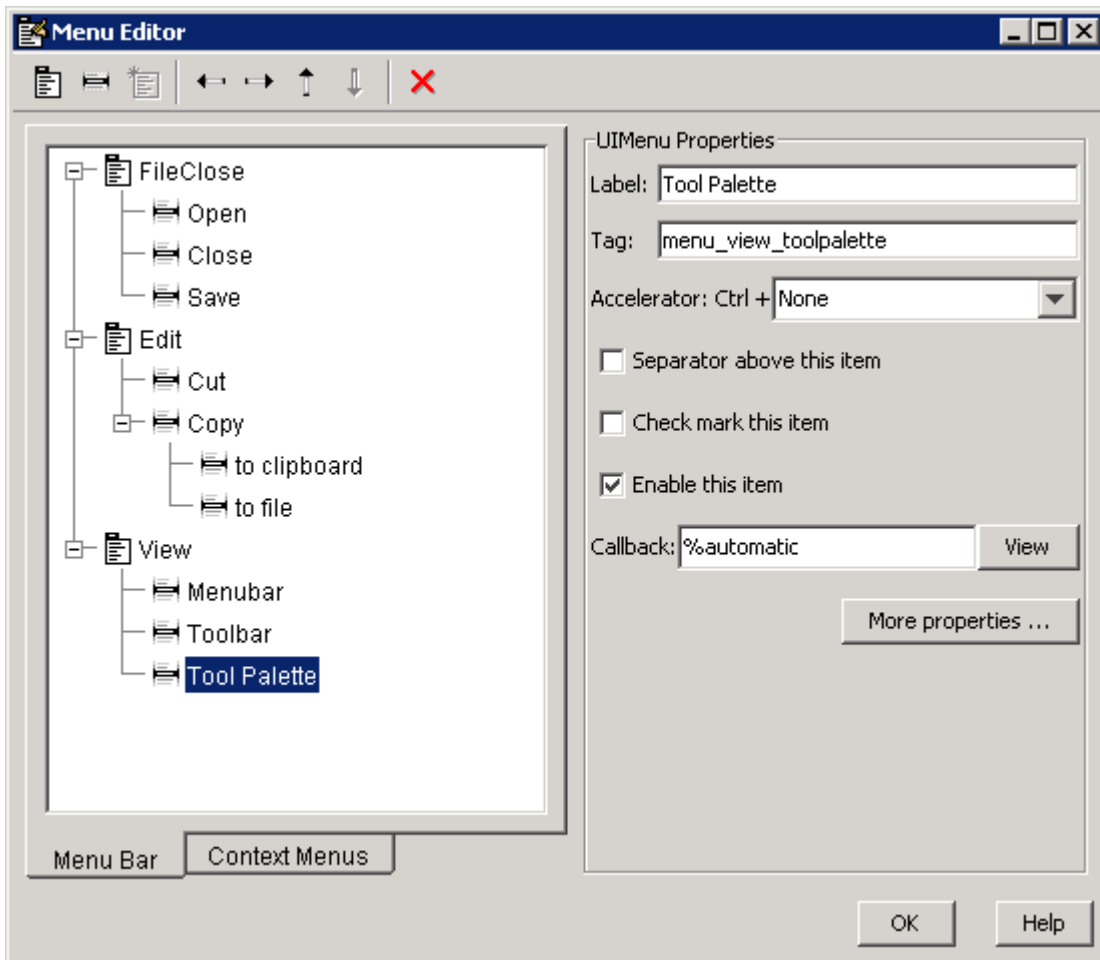 Menu Editor
FileClose
Open
Close
Save
Edit
Cut
Copy
to clipboard
to file
View
Menubar
Toolbar
Tool Palette
Menu Bar
Context Menus
UIMenu Properties
Label: Tool Palette
Tag: menu_view_toolpalette
Accelerator: Ctrl + None
Separator above this item
Check mark this item
Enable this item
Callback: %automatic View
More properties ...
OK Help